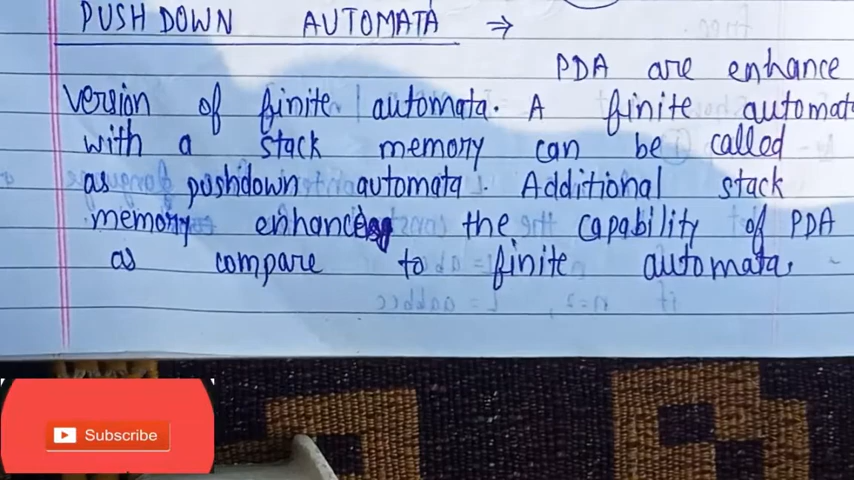 PUSH DOWN AUTOMATA →
PDA are enhance
version of finite automata. A finite automata
with a stack memory can be called
as pushdown automata. Additional stack
memory enhances the capability of PDA
as compare to finite automata.
Subscribe